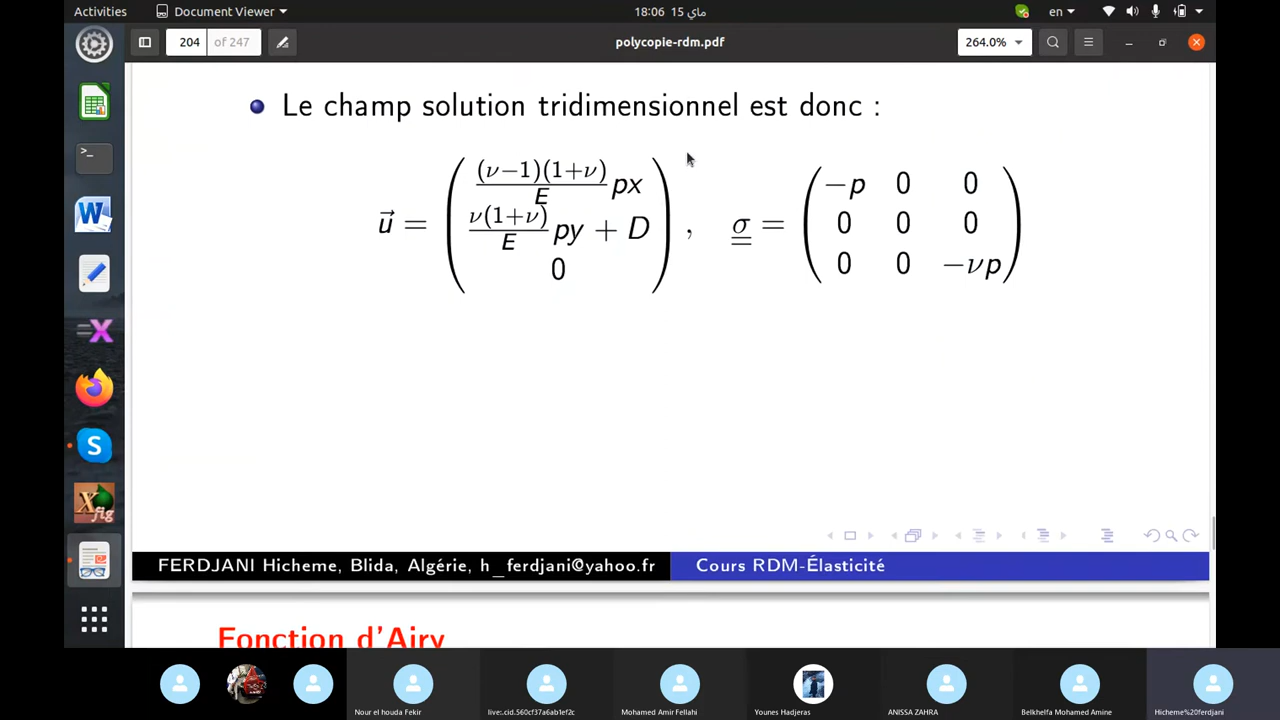 Activities
Document Viewer
18:06 15 ماي
en
204 of 247
polycopie-rdm.pdf
264.0%
Le champ solution tridimensionnel est donc :
u⃗ = ( (ν−1)(1+ν)/E px
ν(1+ν)/E py + D
0 ) , σ = ( −p 0 0
0 0 0
0 0 −νp )
FERDJANI Hicheme, Blida, Algérie, h_ferdjani@yahoo.fr
Cours RDM-Élasticité
Fonction d'Airy
Nour el houda Fekir
live:.cid.560cf37a6ab1ef2c
Mohamed Amir Fellahi
Younes Hadjeras
ANISSA ZAHRA
Belkhelfa Mohamed Amine
Hicheme%20ferdjani